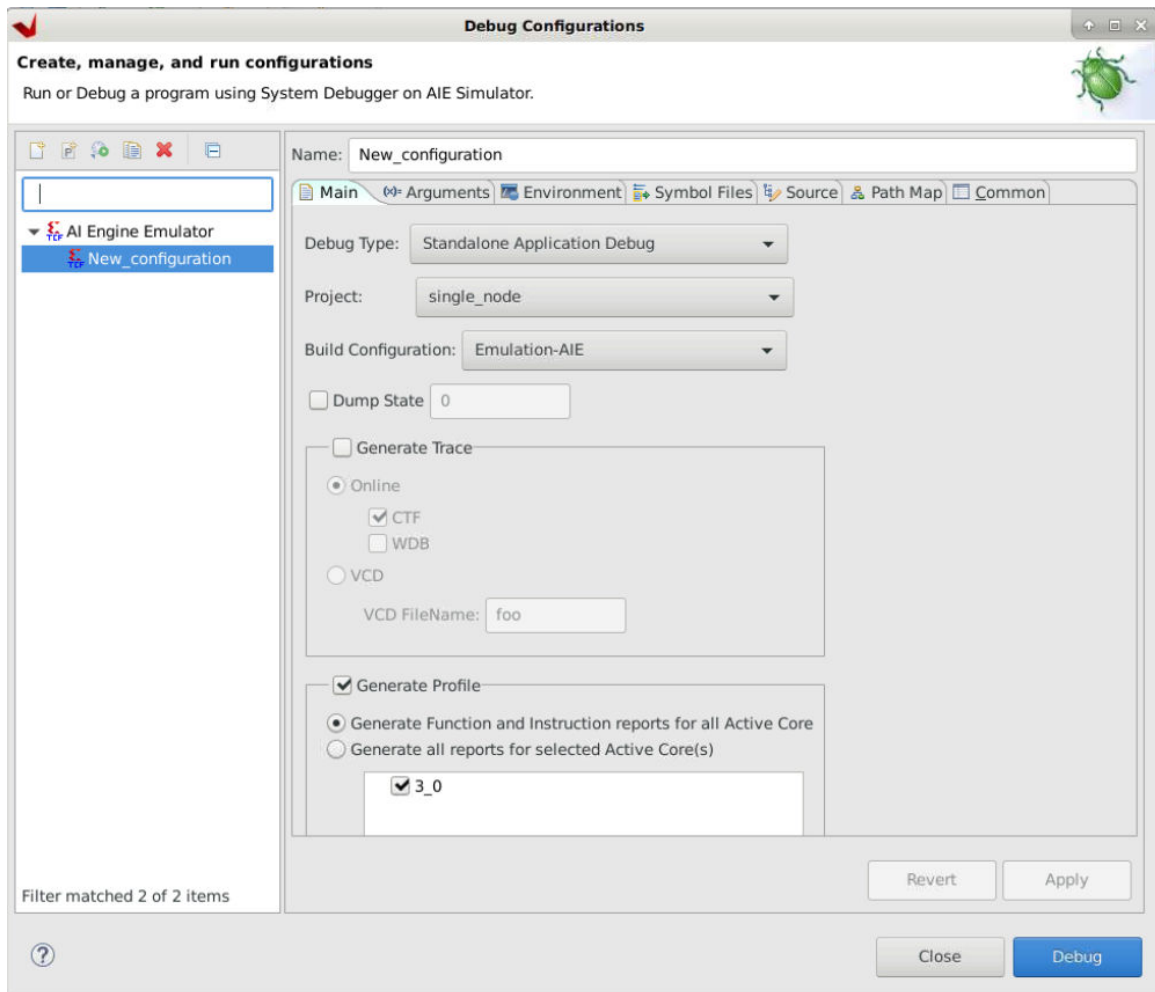 Debug Configurations
Create, manage, and run configurations
Run or Debug a program using System Debugger on AIE Simulator.
Name: New_configuration
Main (x)= Arguments Environment Symbol Files Source Path Map Common
AI Engine Emulator
New_configuration
Debug Type: Standalone Application Debug
Project: single_node
Build Configuration: Emulation-AIE
Dump State 0
Generate Trace
Online
CTF
WDB
VCD
VCD FileName: foo
Generate Profile
Generate Function and Instruction reports for all Active Core
Generate all reports for selected Active Core(s)
3_0
Filter matched 2 of 2 items
Revert Apply
? Close Debug